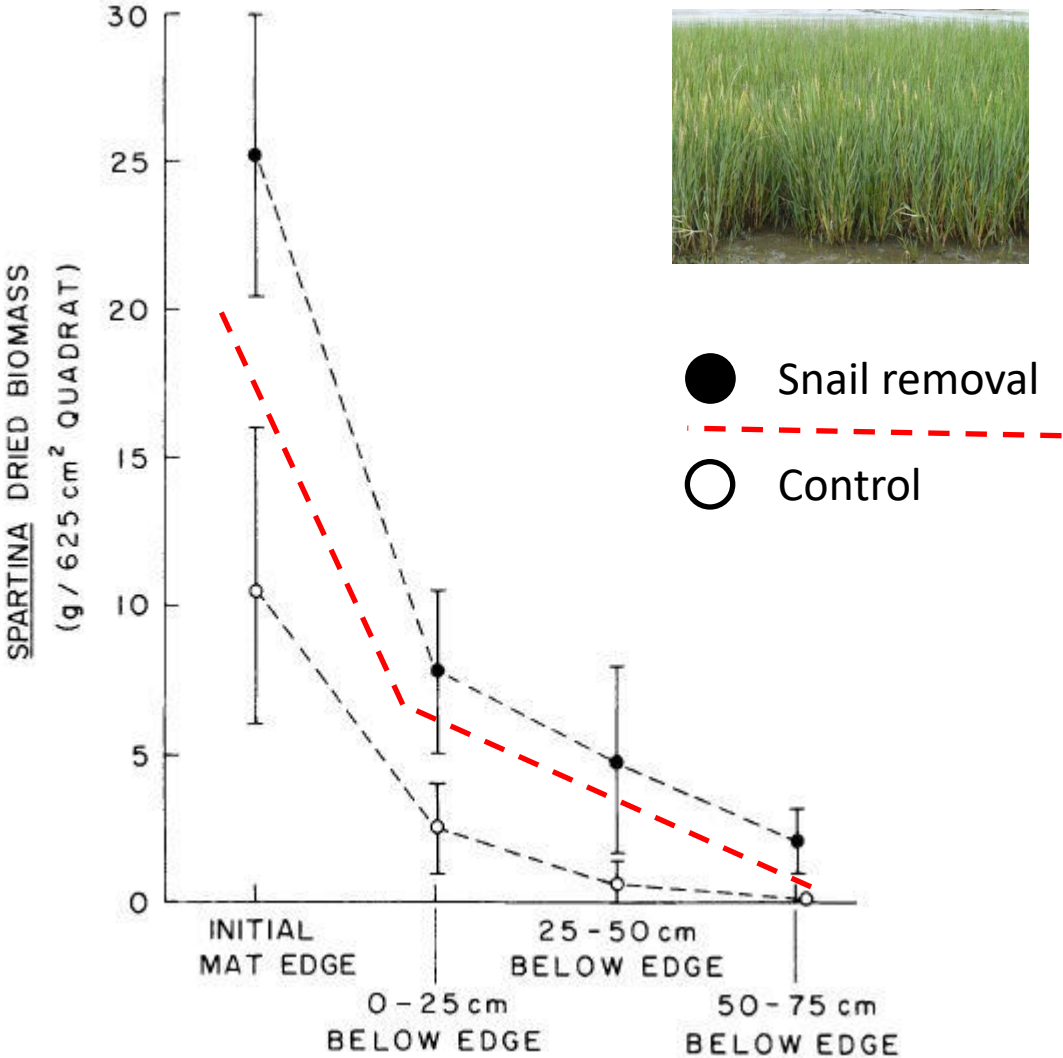 30
25
20
15
10
5
0
SPARTINA DRIED BIOMASS
(g / 625 cm² QUADRAT)
Snail removal
Control
INITIAL
MAT EDGE
0-25 cm
BELOW EDGE
25-50 cm
BELOW EDGE
50-75 cm
BELOW EDGE